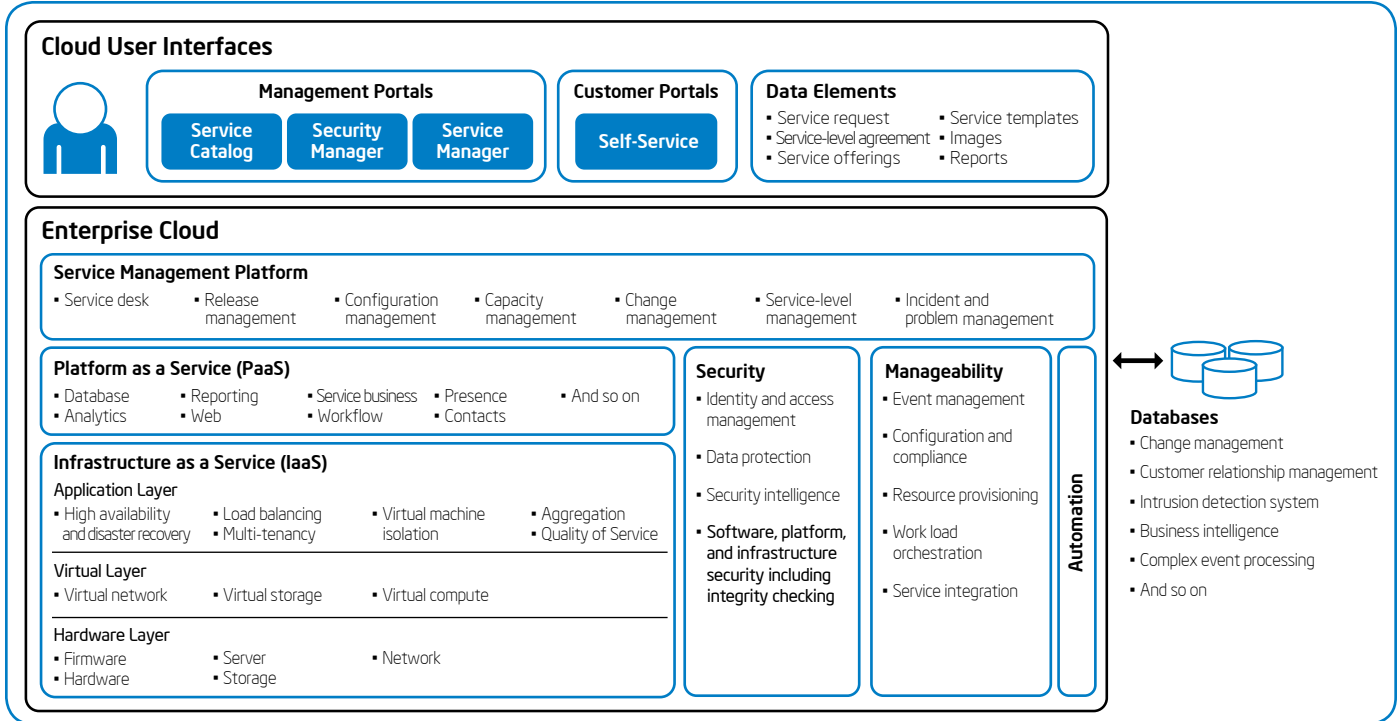 Cloud User Interfaces
Management Portals
Service
Catalog
Security
Manager
Service
Manager
Customer Portals
Self-Service
Data Elements
▪ Service request
▪ Service-level agreement
▪ Service offerings
▪ Service templates
▪ Images
▪ Reports
Enterprise Cloud
Service Management Platform
▪ Service desk
▪ Release
management
▪ Configuration
management
▪ Capacity
management
▪ Change
management
▪ Service-level
management
▪ Incident and
problem management
Platform as a Service (PaaS)
▪ Database
▪ Analytics
▪ Reporting
▪ Web
▪ Service business
▪ Workflow
▪ Presence
▪ Contacts
▪ And so on
Infrastructure as a Service (IaaS)
Application Layer
▪ High availability
and disaster recovery
▪ Load balancing
▪ Multi-tenancy
▪ Virtual machine
isolation
▪ Aggregation
▪ Quality of Service
Virtual Layer
▪ Virtual network
▪ Virtual storage
▪ Virtual compute
Hardware Layer
▪ Firmware
▪ Hardware
▪ Server
▪ Storage
▪ Network
Security
▪ Identity and access
management
▪ Data protection
▪ Security intelligence
▪ Software, platform,
and infrastructure
security including
integrity checking
Manageability
▪ Event management
▪ Configuration and
compliance
▪ Resource provisioning
▪ Work load
orchestration
▪ Service integration
Automation
Databases
▪ Change management
▪ Customer relationship management
▪ Intrusion detection system
▪ Business intelligence
▪ Complex event processing
▪ And so on